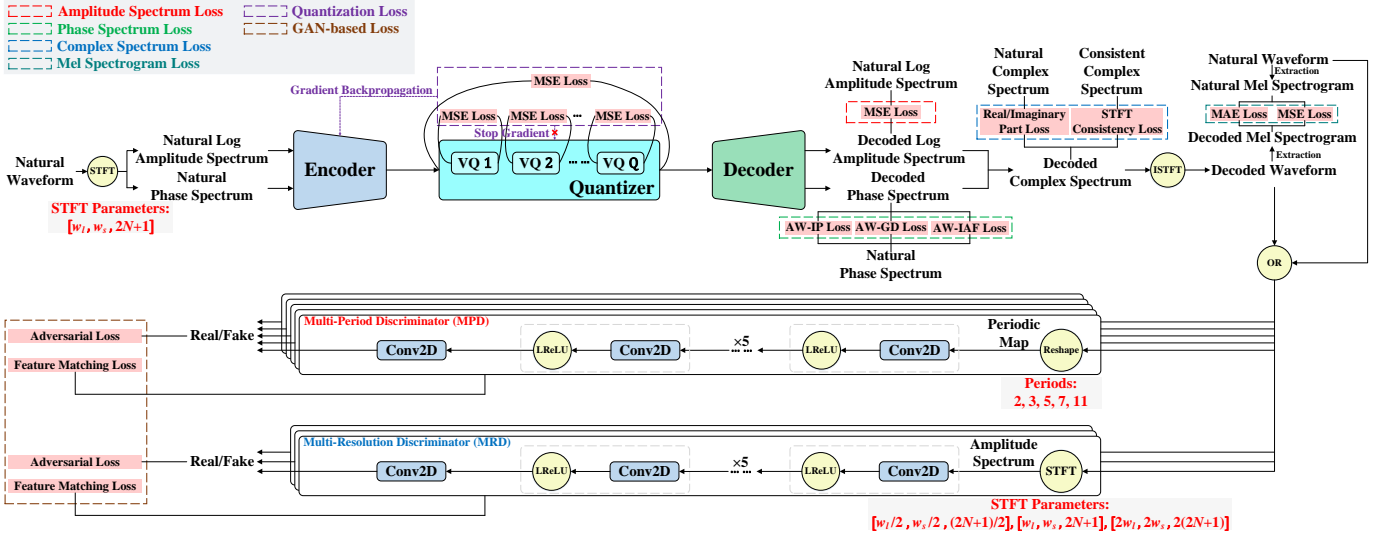 Amplitude Spectrum Loss
Quantization Loss
Phase Spectrum Loss
GAN-based Loss
Complex Spectrum Loss
Mel Spectrogram Loss
Gradient Backpropagation
MSE Loss
MSE Loss
MSE Loss
...
MSE Loss
Stop Gradient
VQ 1
VQ 2
... ...
VQ Q
Quantizer
Natural
Waveform
STFT
Natural Log
Amplitude Spectrum
Natural
Phase Spectrum
STFT Parameters:
[w_l, w_s, 2N+1]
Encoder
Decoder
Natural Log
Amplitude Spectrum
MSE Loss
Decoded Log
Amplitude Spectrum
Decoded
Phase Spectrum
AW-IP Loss
AW-GD Loss
AW-IAF Loss
Natural
Phase Spectrum
Natural
Complex
Spectrum
Consistent
Complex
Spectrum
Real/Imaginary
Part Loss
STFT
Consistency Loss
Decoded
Complex Spectrum
ISTFT
Natural Waveform
Extraction
Natural Mel Spectrogram
MAE Loss
MSE Loss
Decoded Mel Spectrogram
Extraction
Decoded Waveform
OR
Multi-Period Discriminator (MPD)
Adversarial Loss
Real/Fake
Feature Matching Loss
Conv2D
LReLU
Conv2D
×5
... ...
LReLU
Conv2D
Periodic
Map
Reshape
Periods:
2, 3, 5, 7, 11
Multi-Resolution Discriminator (MRD)
Adversarial Loss
Real/Fake
Feature Matching Loss
Conv2D
LReLU
Conv2D
×5
... ...
LReLU
Conv2D
Amplitude
Spectrum
STFT
STFT Parameters:
[w_l/2, w_s/2, (2N+1)/2], [w_l, w_s, 2N+1], [2w_l, 2w_s, 2(2N+1)]